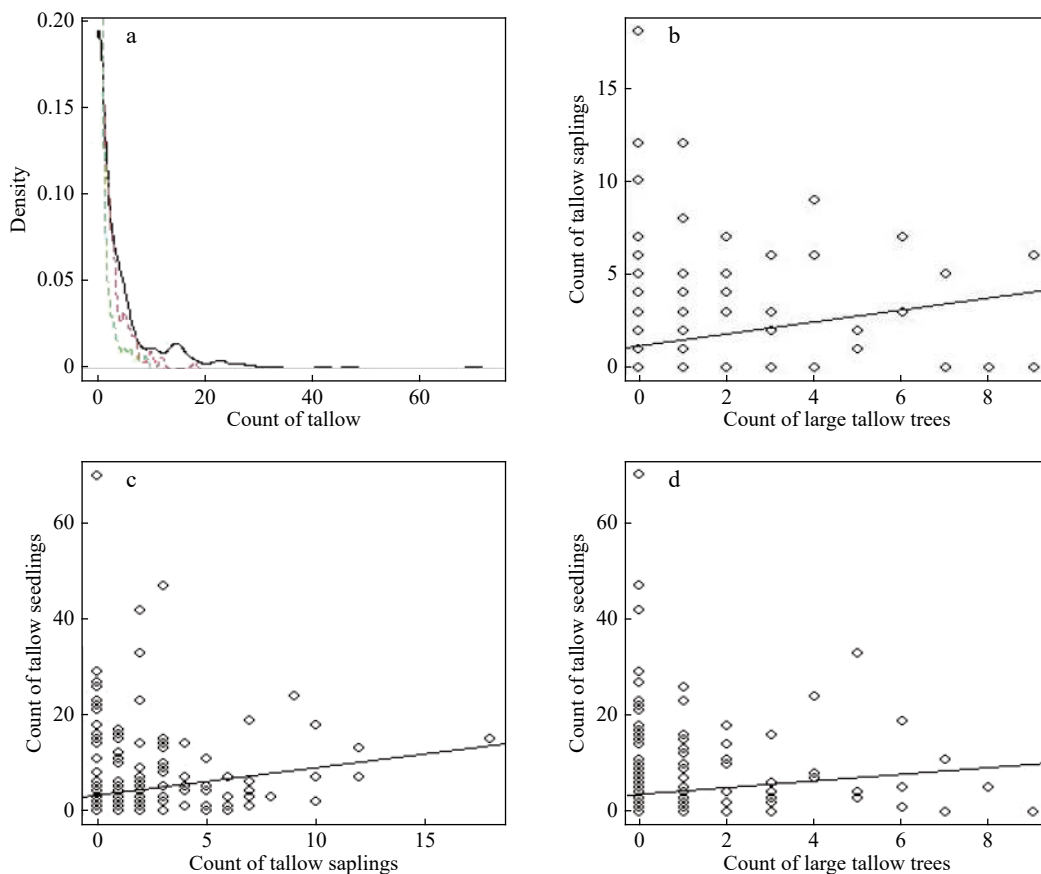 a
0.20
0.15
0.10
0.05
0
Density
0 20 40 60
Count of tallow
b
15
10
5
0
Count of tallow saplings
0 2 4 6 8
Count of large tallow trees
c
60
40
20
0
Count of tallow seedlings
0 5 10 15
Count of tallow saplings
d
60
40
20
0
Count of tallow seedlings
0 2 4 6 8
Count of large tallow trees